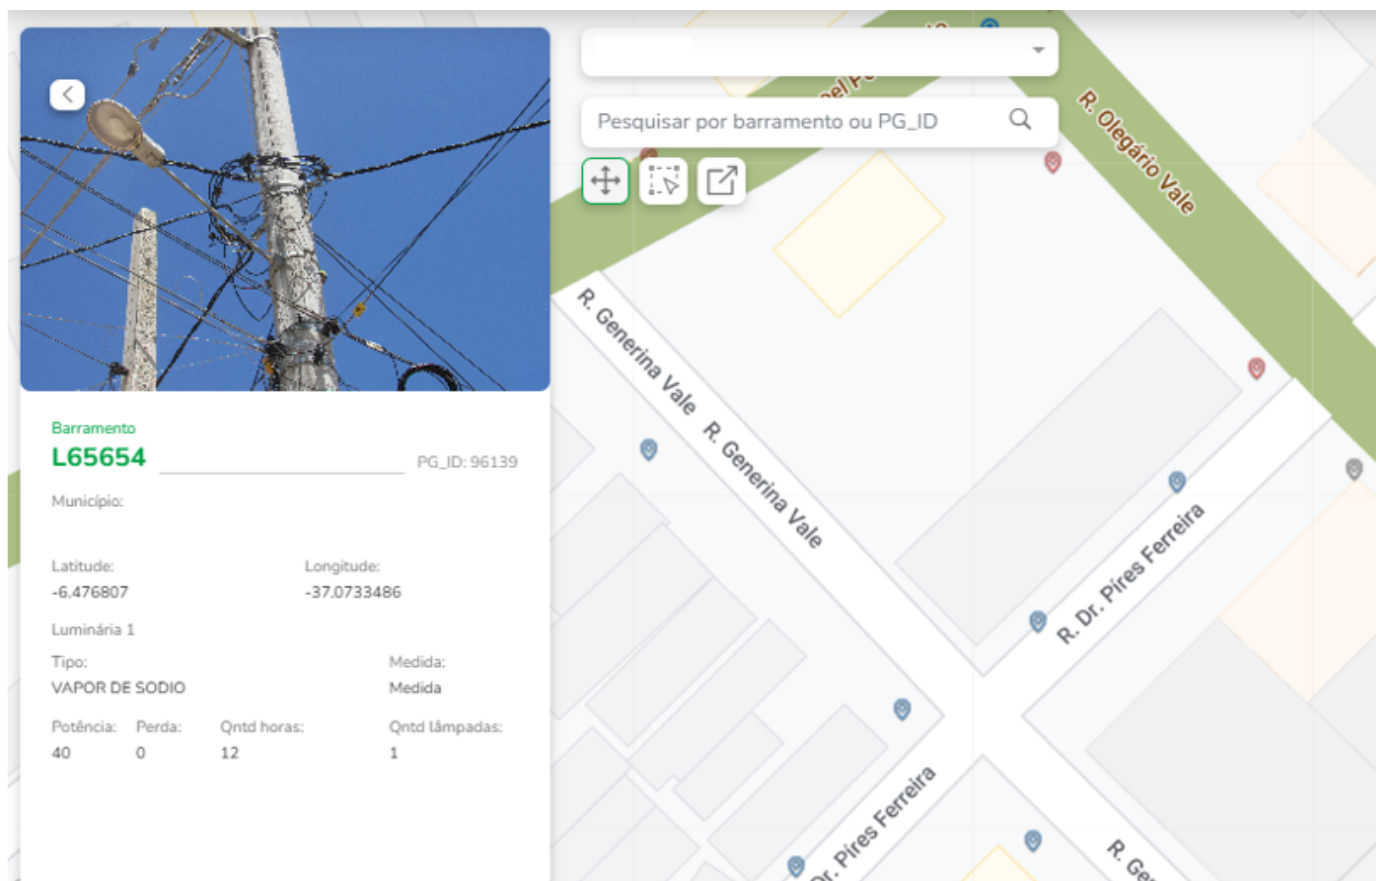 Barramento
L65654
PG_ID: 96139
Município:
Latitude:
Longitude:
-6.476807
-37.0733486
Luminária 1
Tipo:
Medida:
VAPOR DE SODIO
Medida
Potência:
Perda:
Qntd horas:
Qntd lâmpadas:
40
0
12
1
Pesquisar por barramento ou PG_ID
R. Olegário Vale
R. Generina Vale
R. Generina Vale
R. Dr. Pires Ferreira
Dr. Pires Ferreira